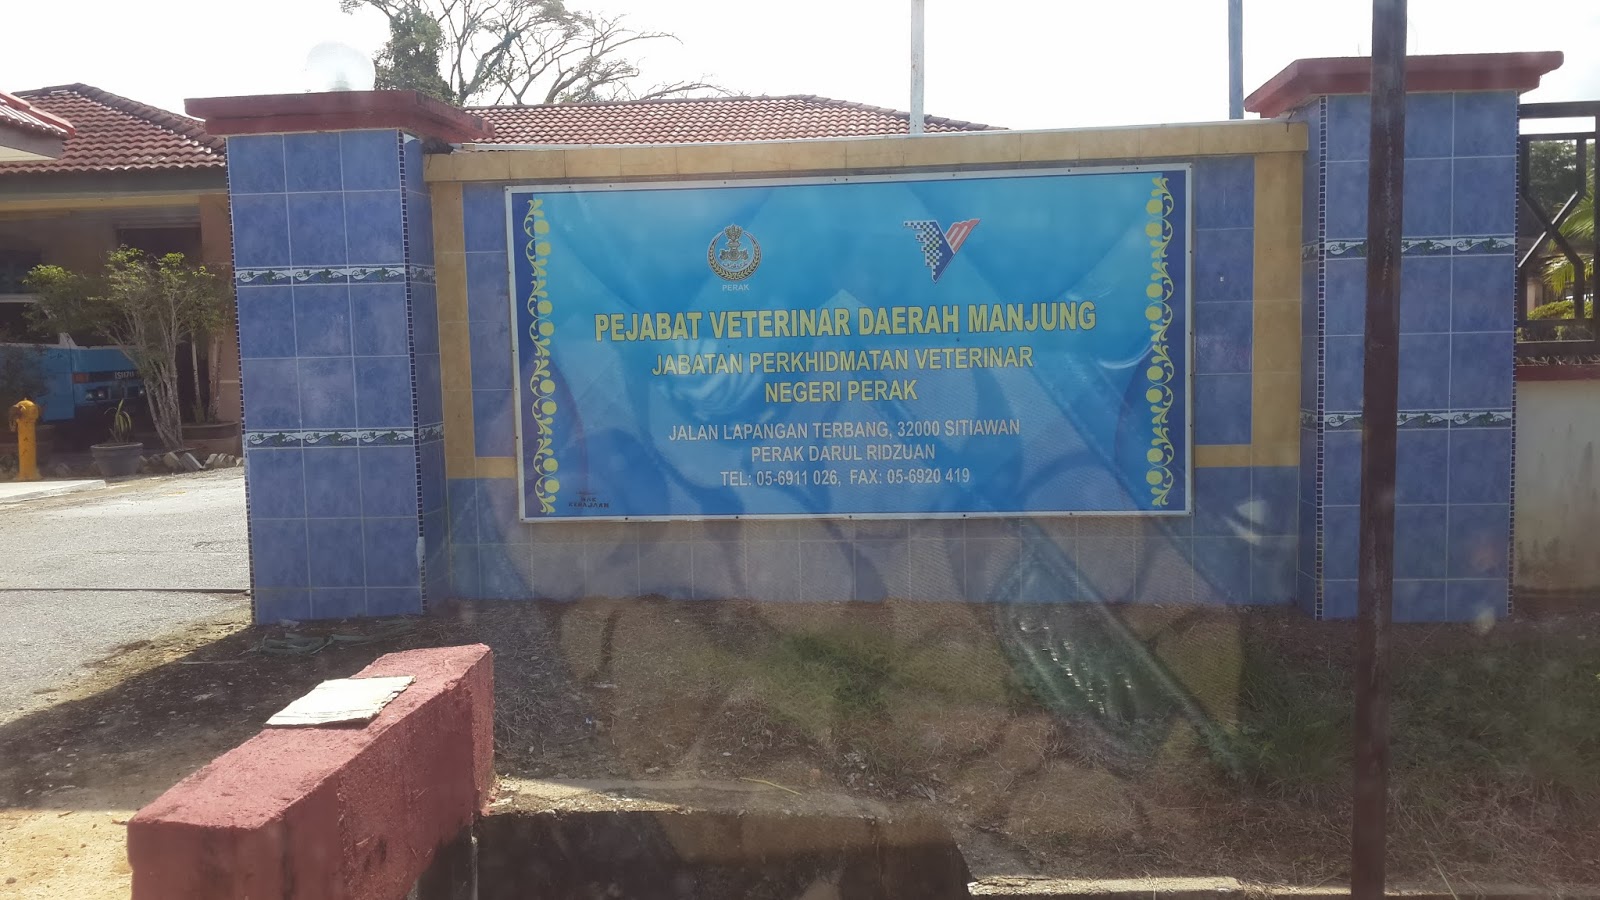 PERAK
PEJABAT VETERINAR DAERAH MANJUNG
JABATAN PERKHIDMATAN VETERINAR
NEGERI PERAK
JALAN LAPANGAN TERBANG, 32000 SITIAWAN
PERAK DARUL RIDZUAN
TEL: 05-6911 026, FAX: 05-6920 419